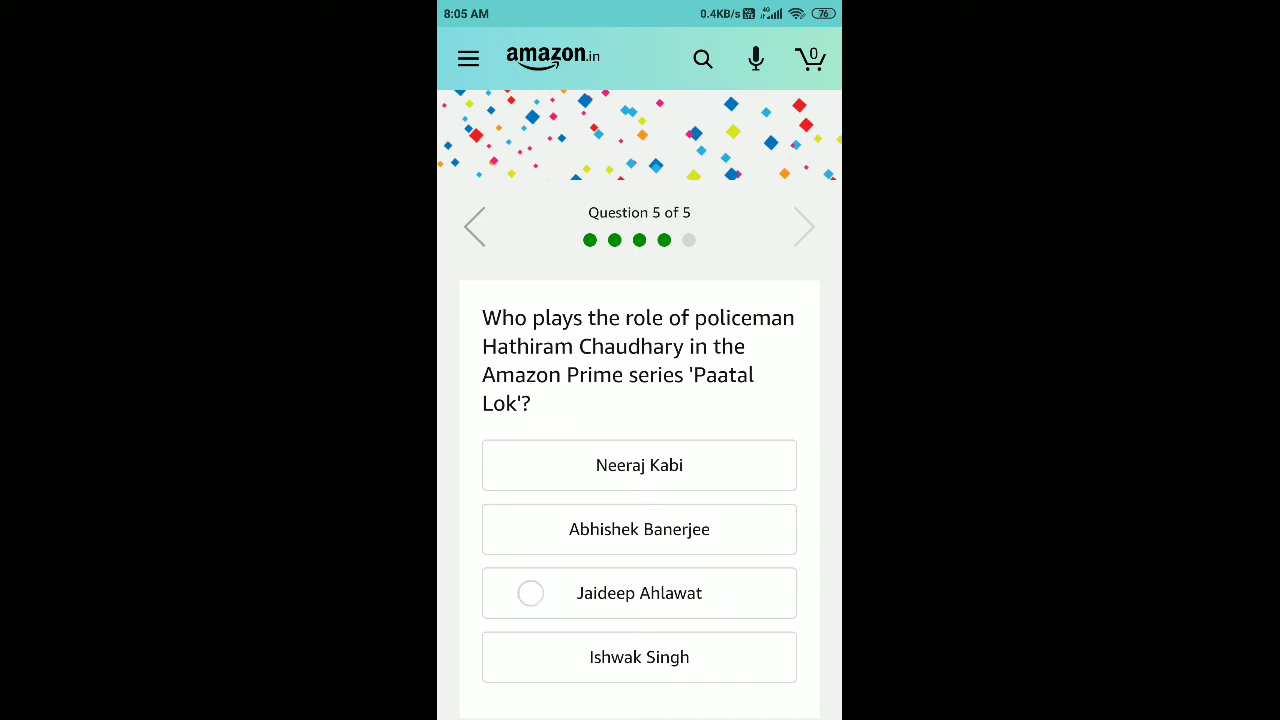 8:05 AM 0.4KB/s 4G 76
amazon.in 0
Question 5 of 5
Who plays the role of policeman
Hathiram Chaudhary in the
Amazon Prime series 'Paatal
Lok'?
Neeraj Kabi
Abhishek Banerjee
Jaideep Ahlawat
Ishwak Singh